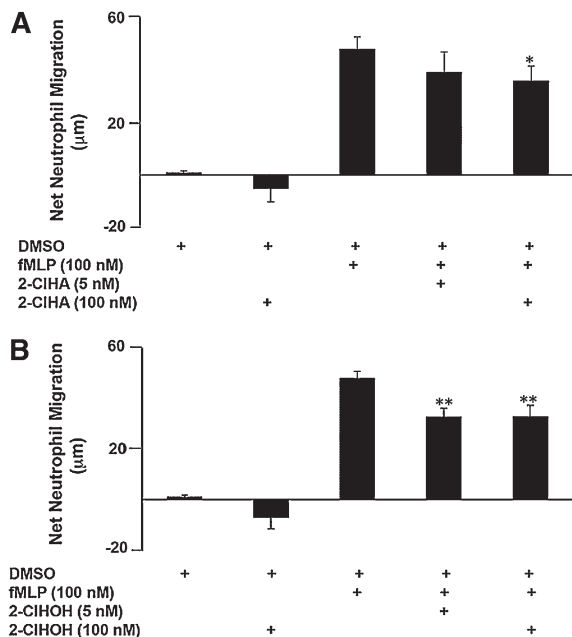 A
Net Neutrophil Migration
(µm)
60
20
-20
*
DMSO + + + + +
fMLP (100 nM) + + +
2-ClHA (5 nM) +
2-ClHA (100 nM) + +
B
Net Neutrophil Migration
(µm)
60
20
-20
** **
DMSO + + + + +
fMLP (100 nM) + + +
2-ClHOH (5 nM) +
2-ClHOH (100 nM) + +